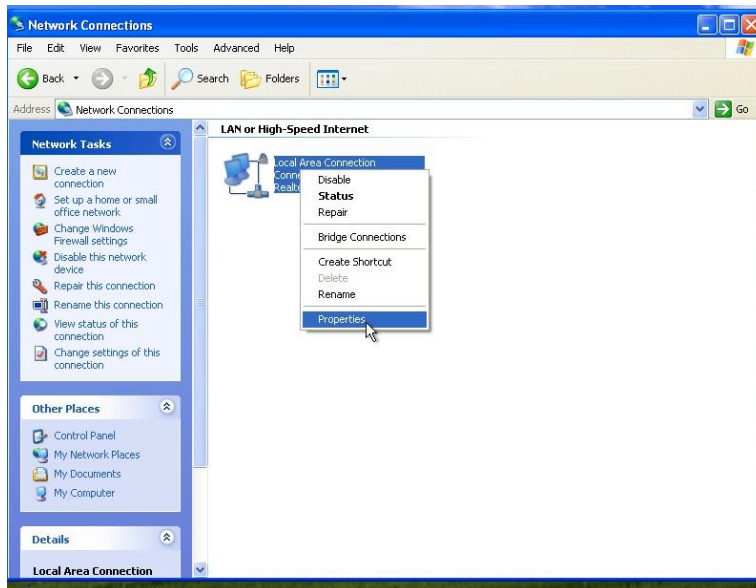 Network Connections
File Edit View Favorites Tools Advanced Help
Back Search Folders
Address Network Connections Go
Network Tasks
Create a new
connection
Set up a home or small
office network
Change Windows
Firewall settings
Disable this network
device
Repair this connection
Rename this connection
View status of this
connection
Change settings of this
connection
Other Places
Control Panel
My Network Places
My Documents
My Computer
Details
Local Area Connection
LAN or High-Speed Internet
Local Area Connection
Disable
Status
Repair
Bridge Connections
Create Shortcut
Delete
Rename
Properties